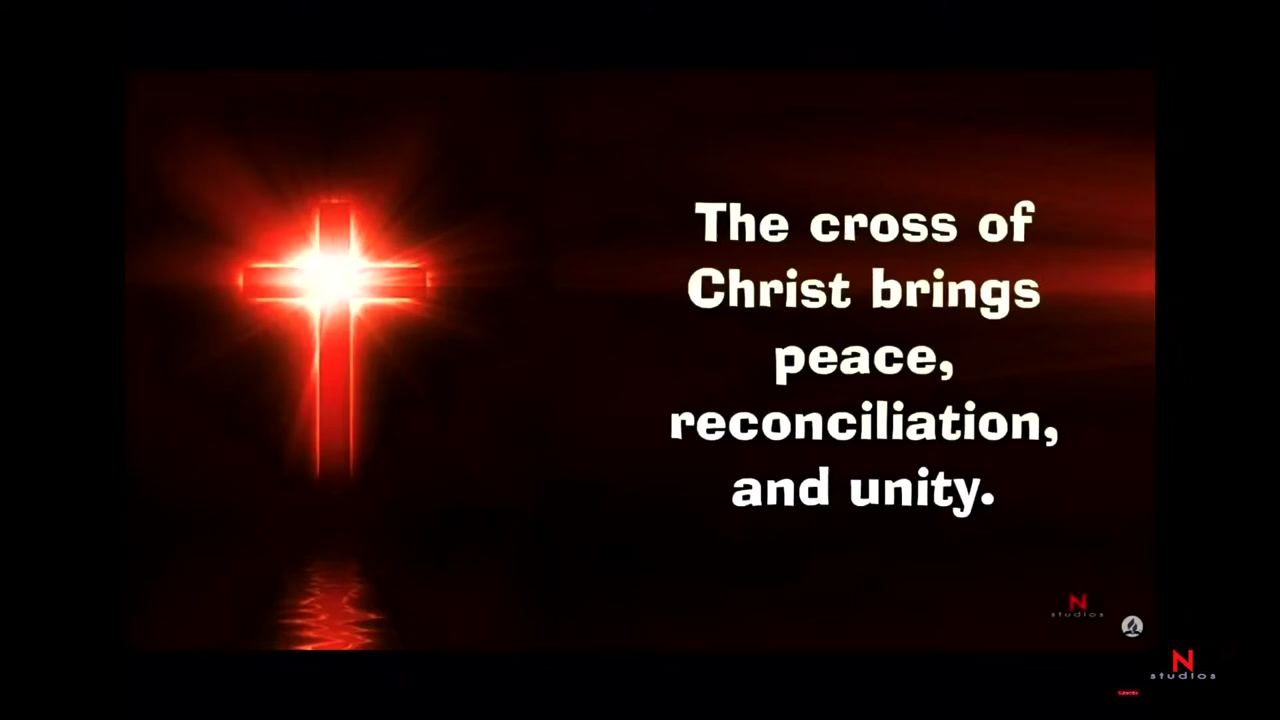 The cross of
Christ brings
peace,
reconciliation,
and unity.
N
studios
N
studios